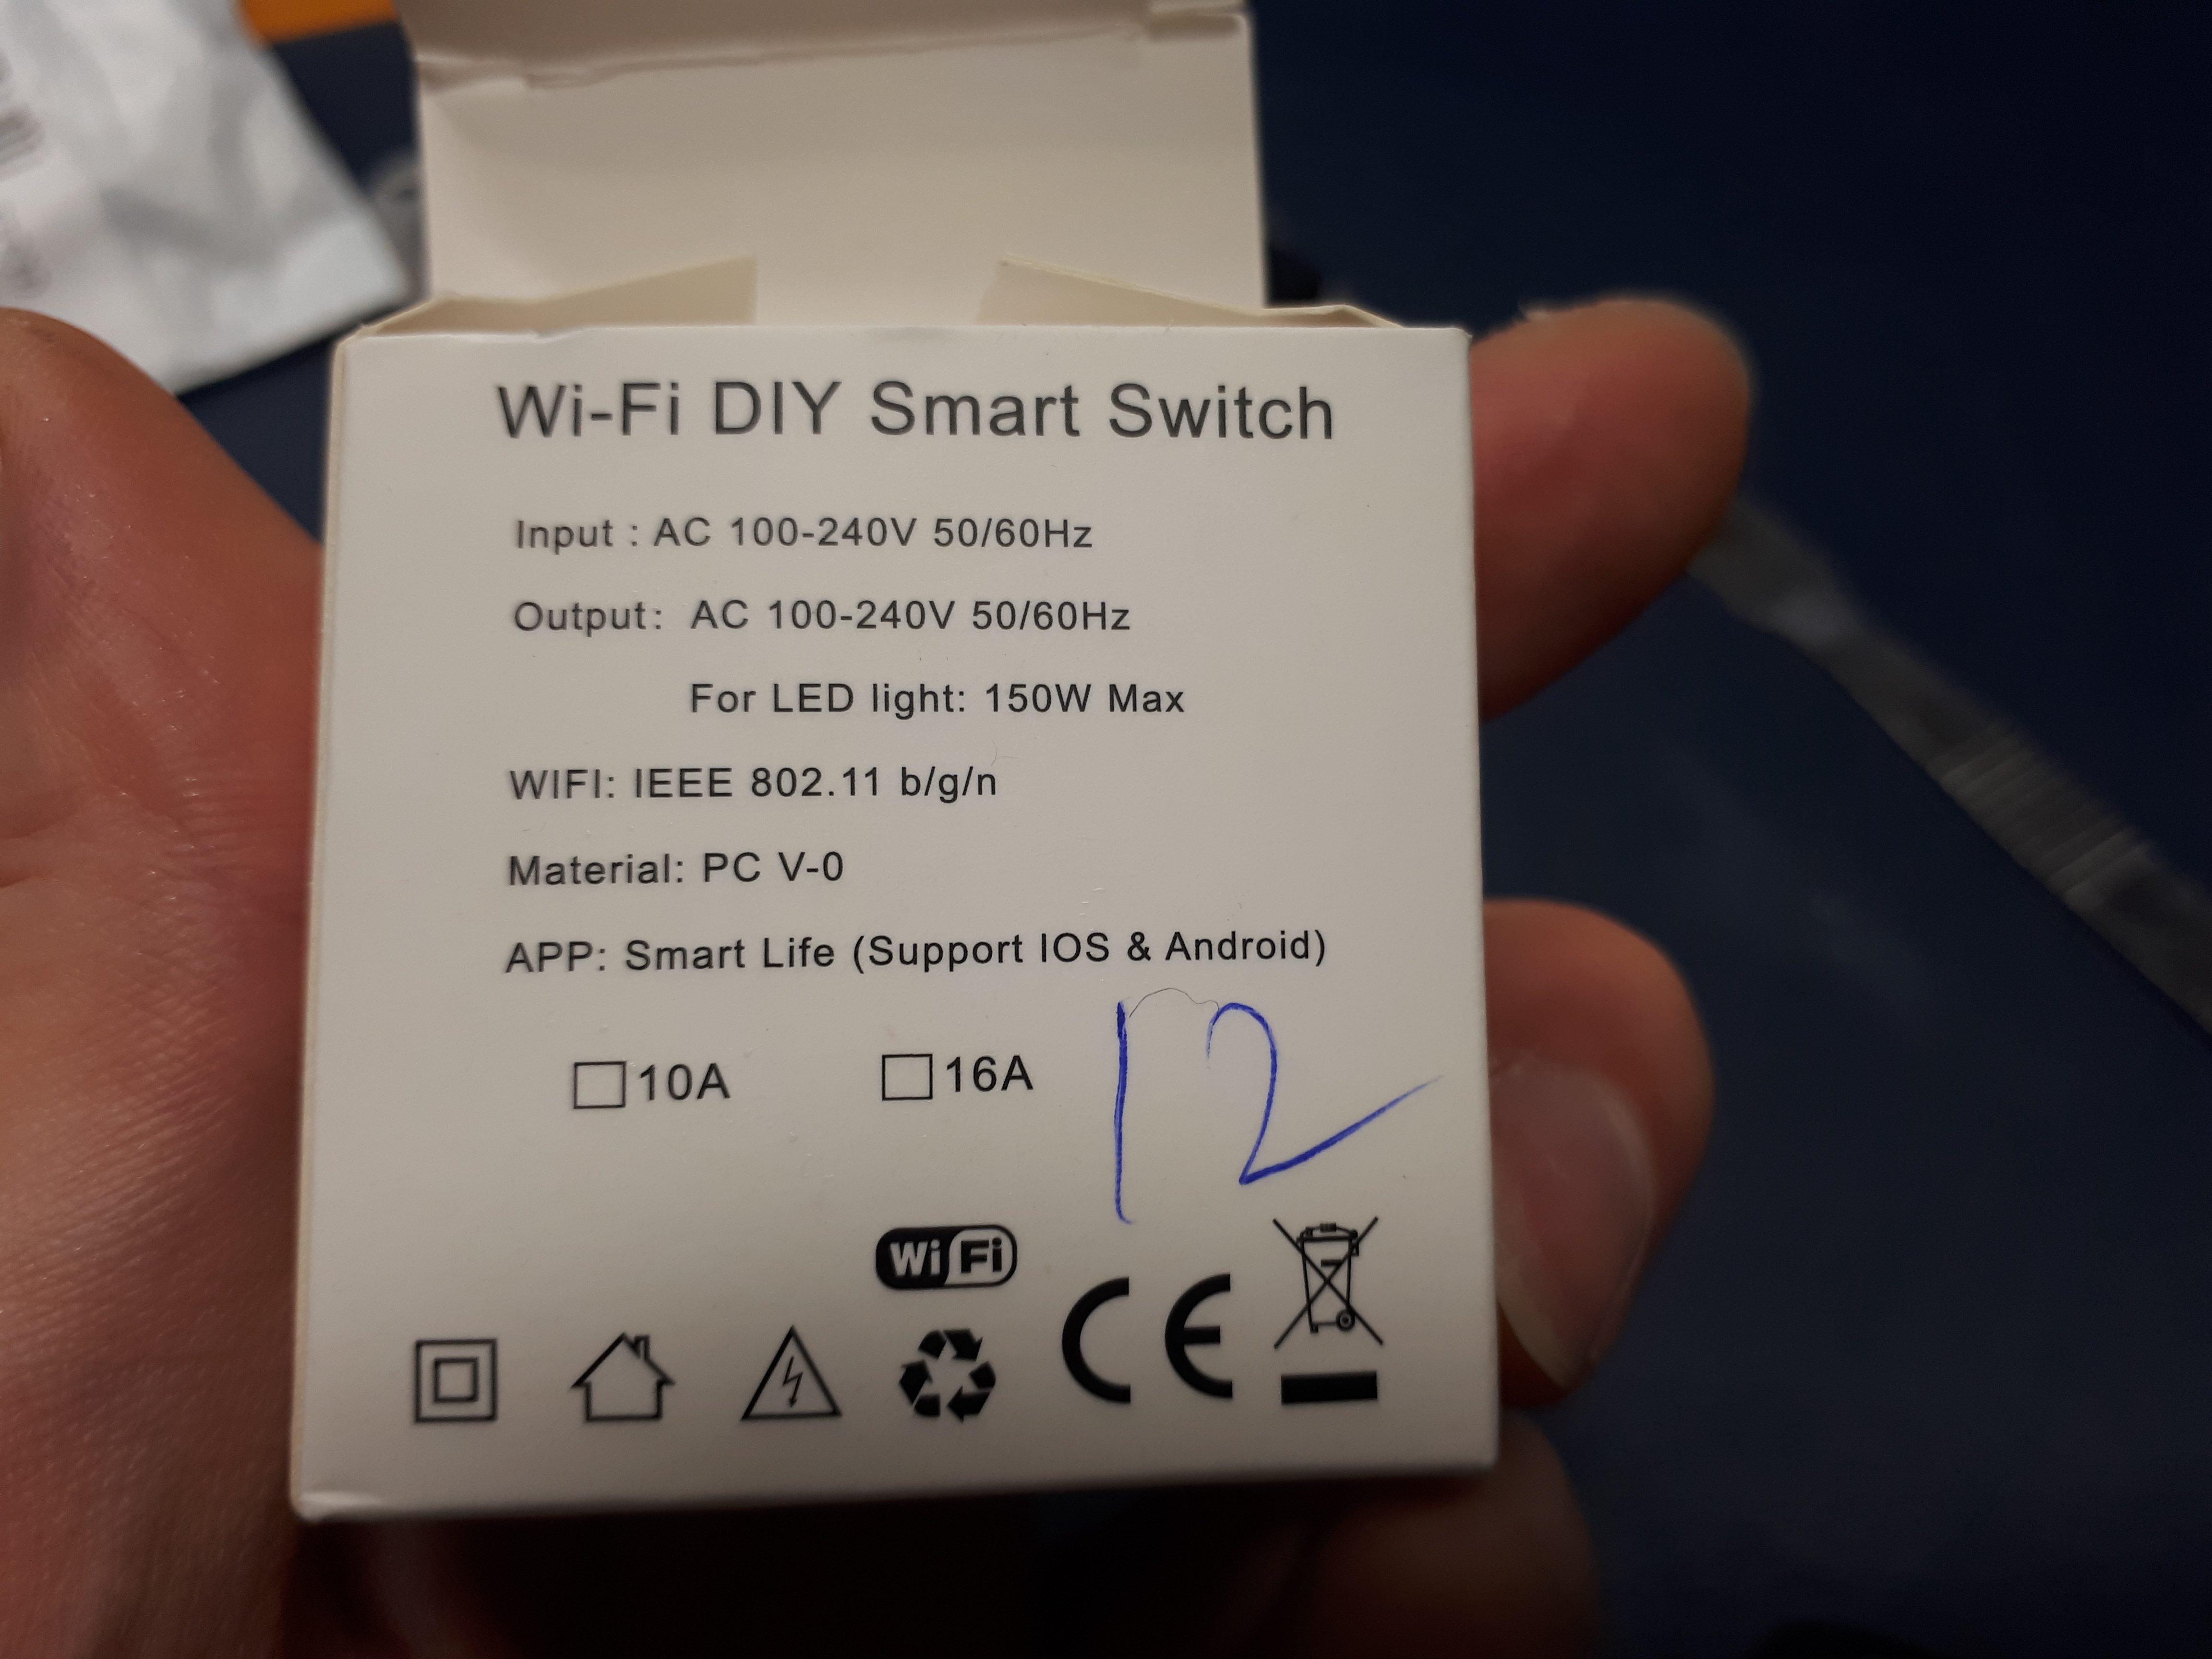 Wi-Fi DIY Smart Switch
Input : AC 100-240V 50/60Hz
Output: AC 100-240V 50/60Hz
For LED light: 150W Max
WIFI: IEEE 802.11 b/g/n
Material: PC V-0
APP: Smart Life (Support IOS & Android)
10A 16A 12
Wi Fi
CE